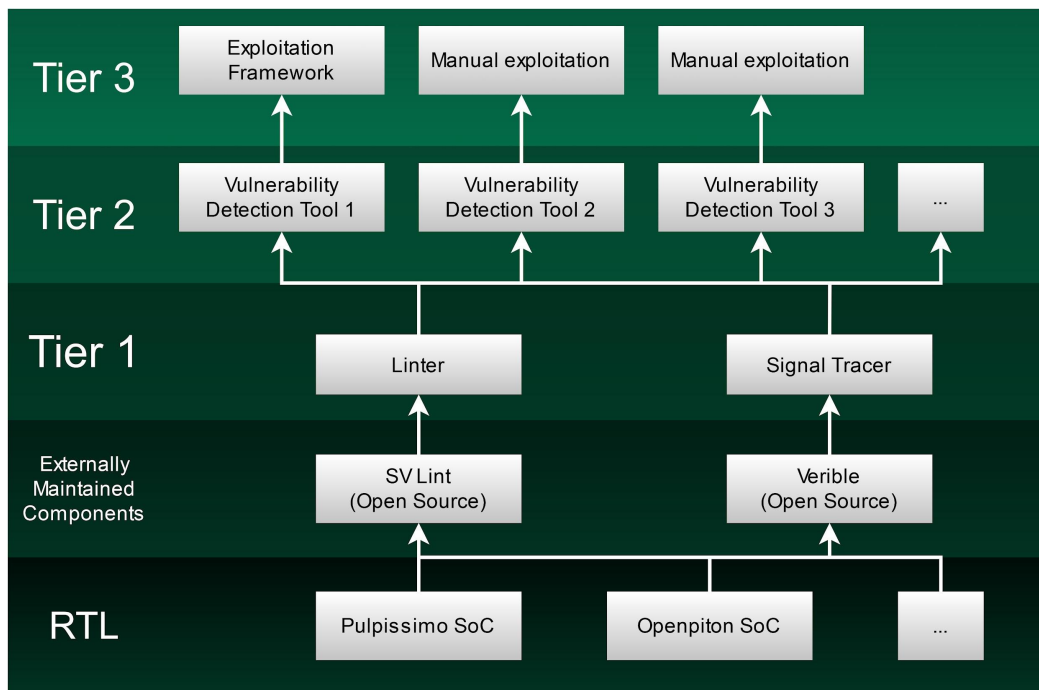 Tier 3
Exploitation
Framework
Manual exploitation
Manual exploitation
Tier 2
Vulnerability
Detection Tool 1
Vulnerability
Detection Tool 2
Vulnerability
Detection Tool 3
...
Tier 1
Linter
Signal Tracer
Externally
Maintained
Components
SV Lint
(Open Source)
Verible
(Open Source)
RTL
Pulpissimo SoC
Openpiton SoC
...